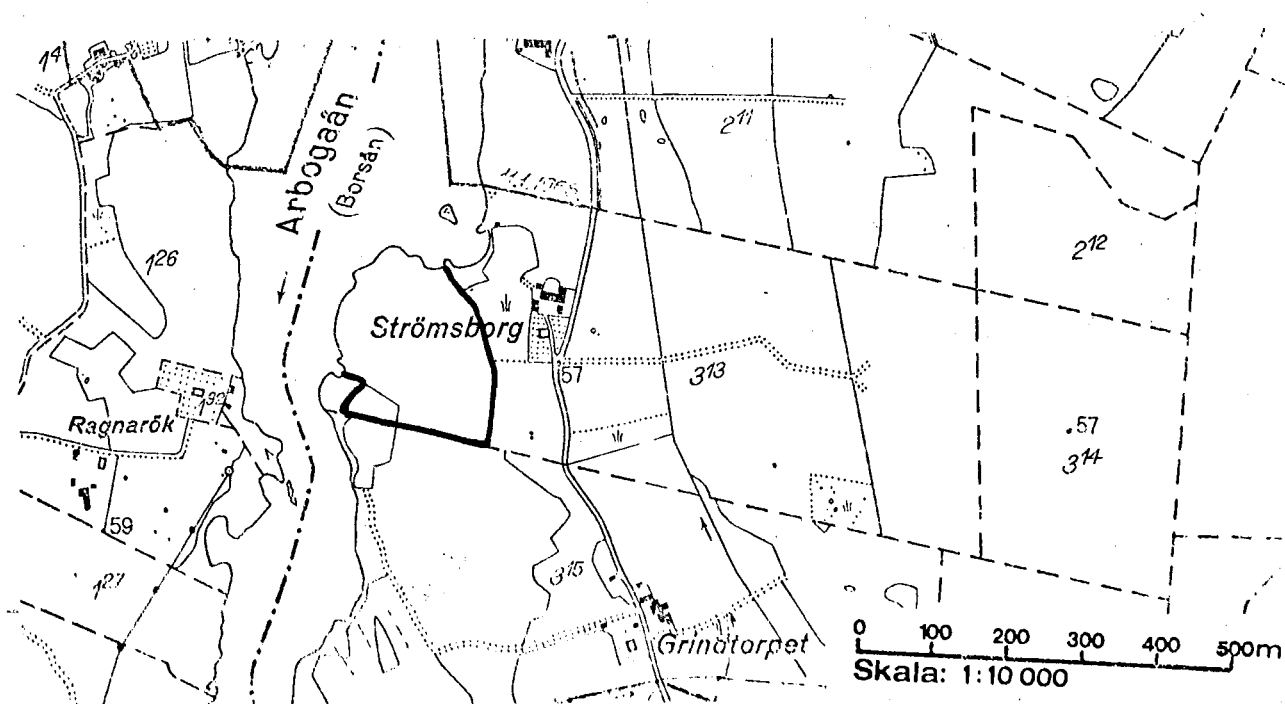 1⁴
Arbogaån
(Borsån)
2¹¹
1²⁶
2¹²
Strömsborg
57
3¹³
Ragnarök
57
3¹⁴
59
1²⁷
3¹⁵
Grindtorpet
0 100 200 300 400 500m
Skala: 1:10 000